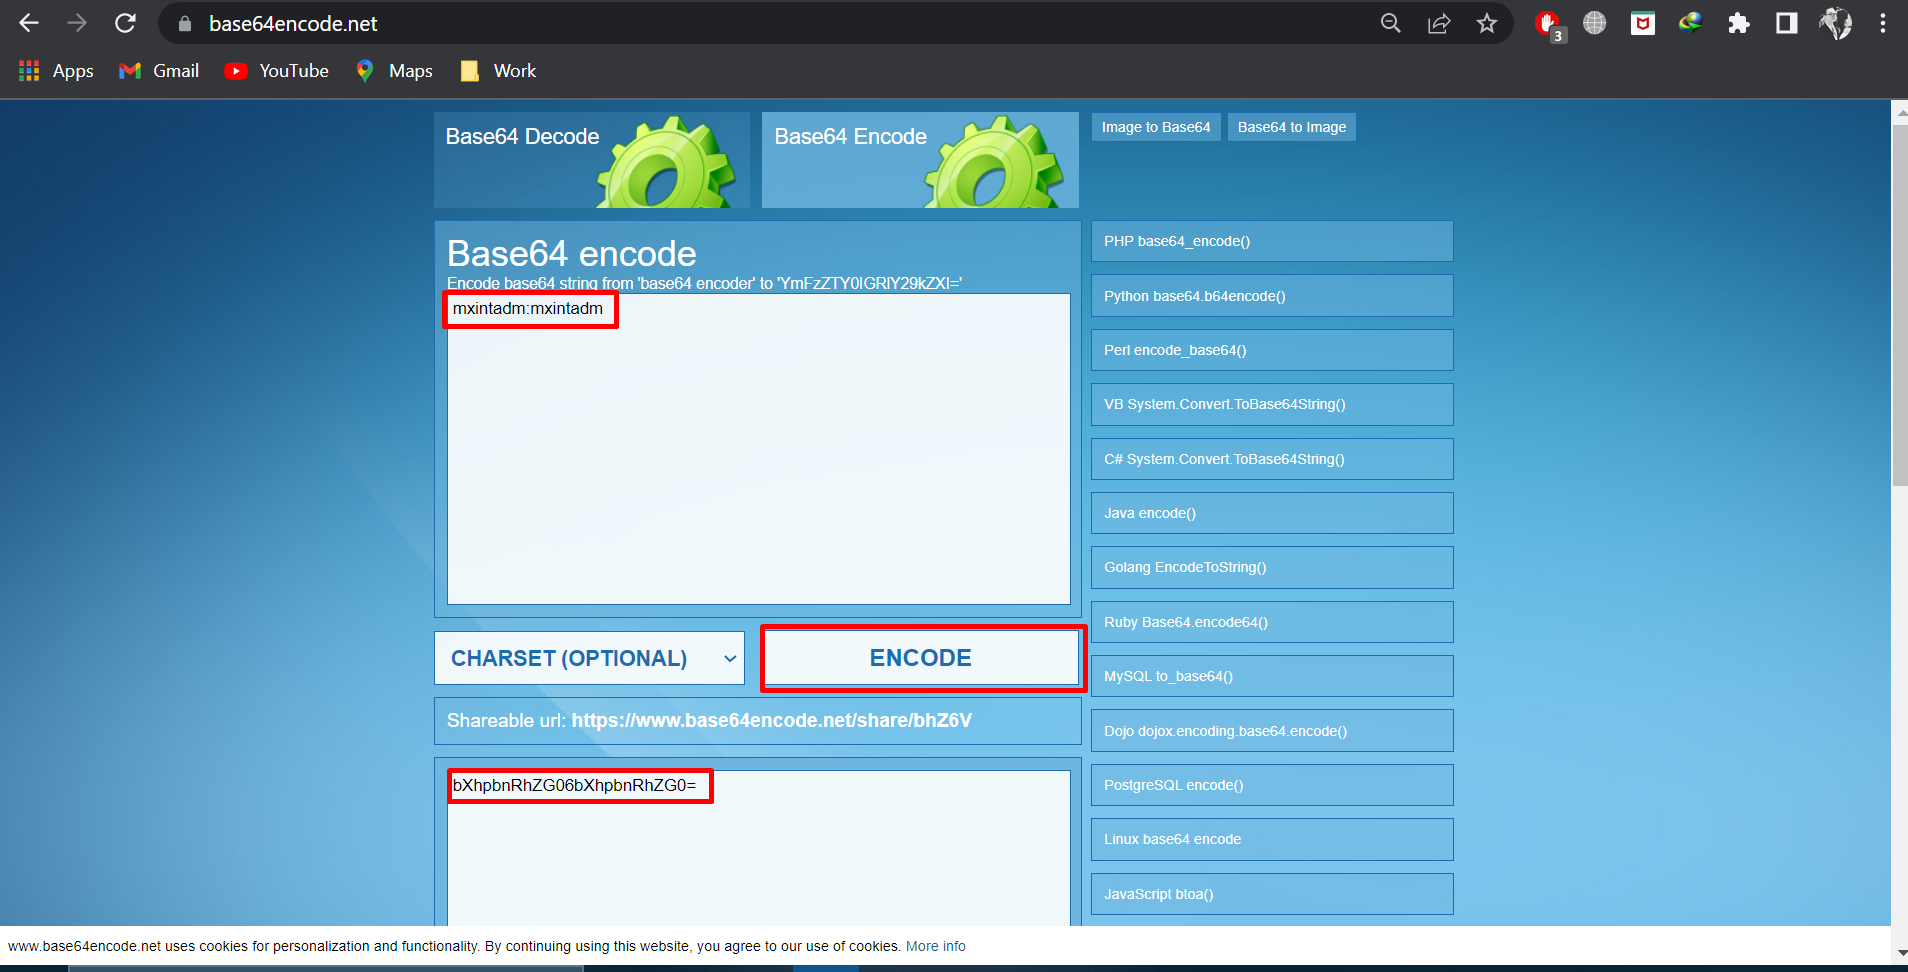 base64encode.net
3
Apps Gmail YouTube Maps Work
Base64 Decode
Base64 Encode
Image to Base64
Base64 to Image
Base64 encode
Encode base64 string from 'base64 encoder' to 'YmFzZTY0IGRlY29kZXI='
mxintadm:mxintadm
CHARSET (OPTIONAL)
ENCODE
Shareable url: https://www.base64encode.net/share/bhZ6V
bXhpbnRhZG06bXhpbnRhZG0=
PHP base64_encode()
Python base64.b64encode()
Perl encode_base64()
VB System.Convert.ToBase64String()
C# System.Convert.ToBase64String()
Java encode()
Golang EncodeToString()
Ruby Base64.encode64()
MySQL to_base64()
Dojo dojox.encoding.base64.encode()
PostgreSQL encode()
Linux base64 encode
JavaScript btoa()
www.base64encode.net uses cookies for personalization and functionality. By continuing using this website, you agree to our use of cookies. More info